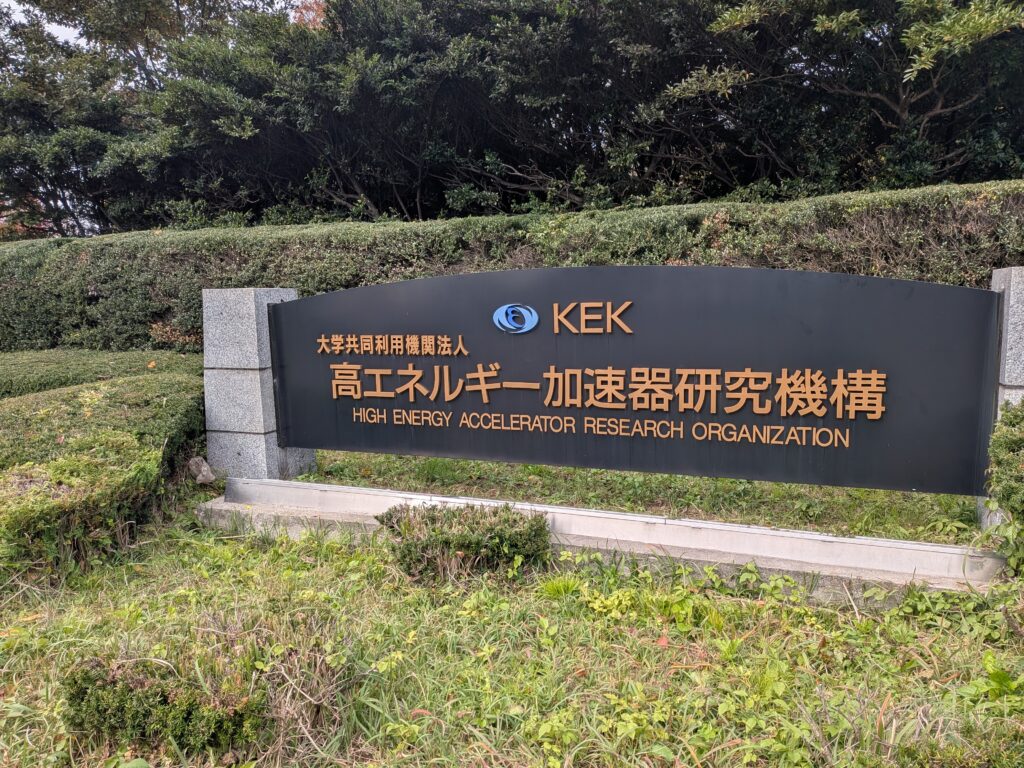 KEK
大学共同利用機関法人
高エネルギー加速器研究機構
HIGH ENERGY ACCELERATOR RESEARCH ORGANIZATION